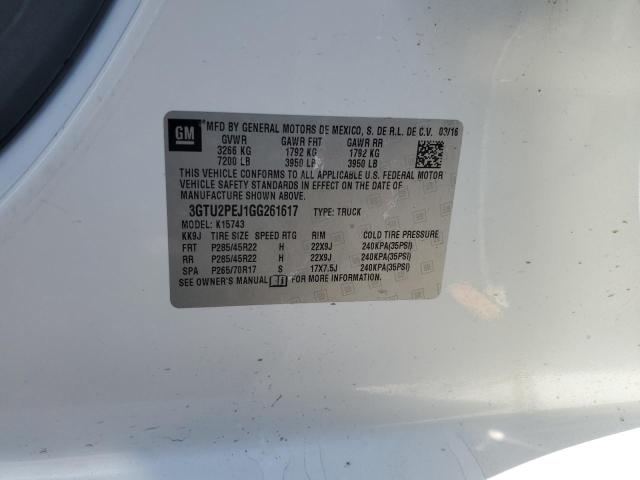 GM
MFD BY GENERAL MOTORS DE MEXICO, S. DE R.L. DE C.V. 03/16
GVWR GAWR FRT GAWR RR
3266 KG 1792 KG 1792 KG
7200 LB 3950 LB 3950 LB
THIS VEHICLE CONFORMS TO ALL APPLICABLE U.S. FEDERAL MOTOR
VEHICLE SAFETY STANDARDS IN EFFECT ON THE DATE OF
MANUFACTURE SHOWN ABOVE.
3GTU2PEJ1GG261617 TYPE: TRUCK
MODEL: K15743
KK9J TIRE SIZE SPEED RTG RIM COLD TIRE PRESSURE
FRT P285/45R22 H 22X9J 240KPA(35PSI)
RR P285/45R22 H 22X9J 240KPA(35PSI)
SPA P265/70R17 S 17X7.5J 240KPA(35PSI)
SEE OWNER'S MANUAL FOR MORE INFORMATION.